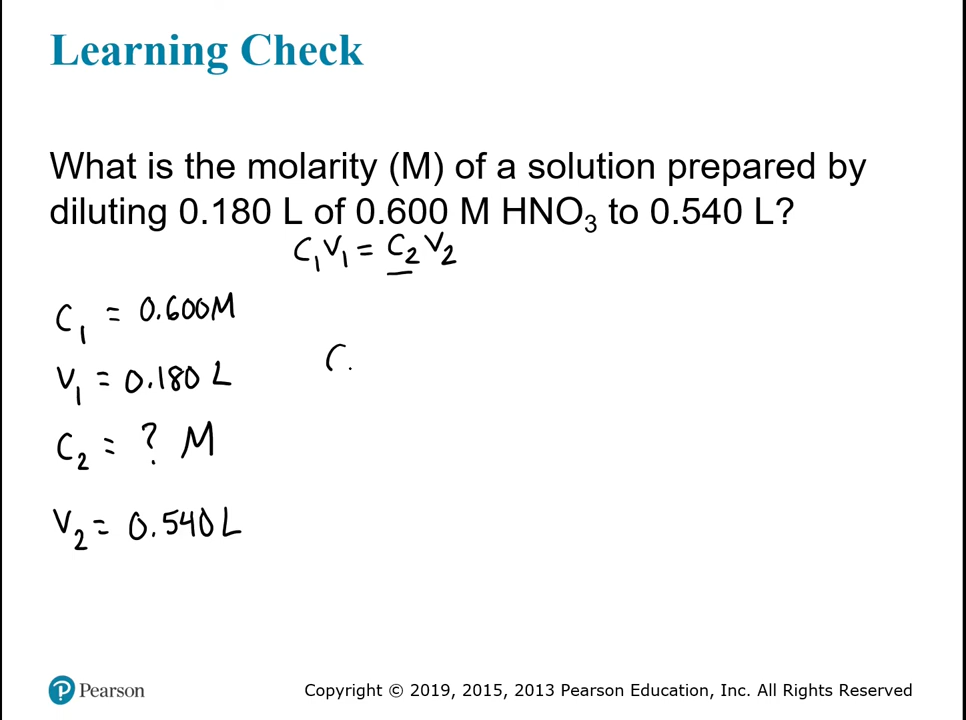 Learning Check
What is the molarity (M) of a solution prepared by
diluting 0.180 L of 0.600 M HNO₃ to 0.540 L?
C₁V₁ = C₂V₂
C₁ = 0.600M
V₁ = 0.180 L
C₂ = ? M
V₂ = 0.540L
Pearson
Copyright © 2019, 2015, 2013 Pearson Education, Inc. All Rights Reserved